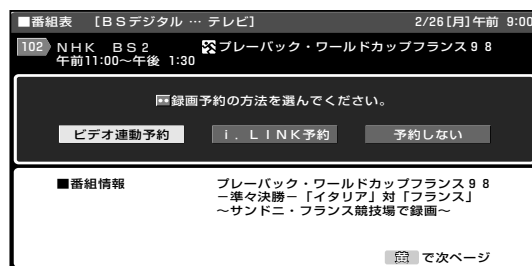 ■番組表 [BSデジタル … テレビ] 2/26[月]午前 9:00
102 NHK BS2 プレーバック・ワールドカップフランス98
午前11:00~午後 1:30
録画予約の方法を選んでください。
ビデオ連動予約 i.LINK予約 予約しない
■番組情報 プレーバック・ワールドカップフランス98
-準々決勝-「イタリア」対「フランス」
~サンドニ・フランス競技場で録画~
黄 で次ページ